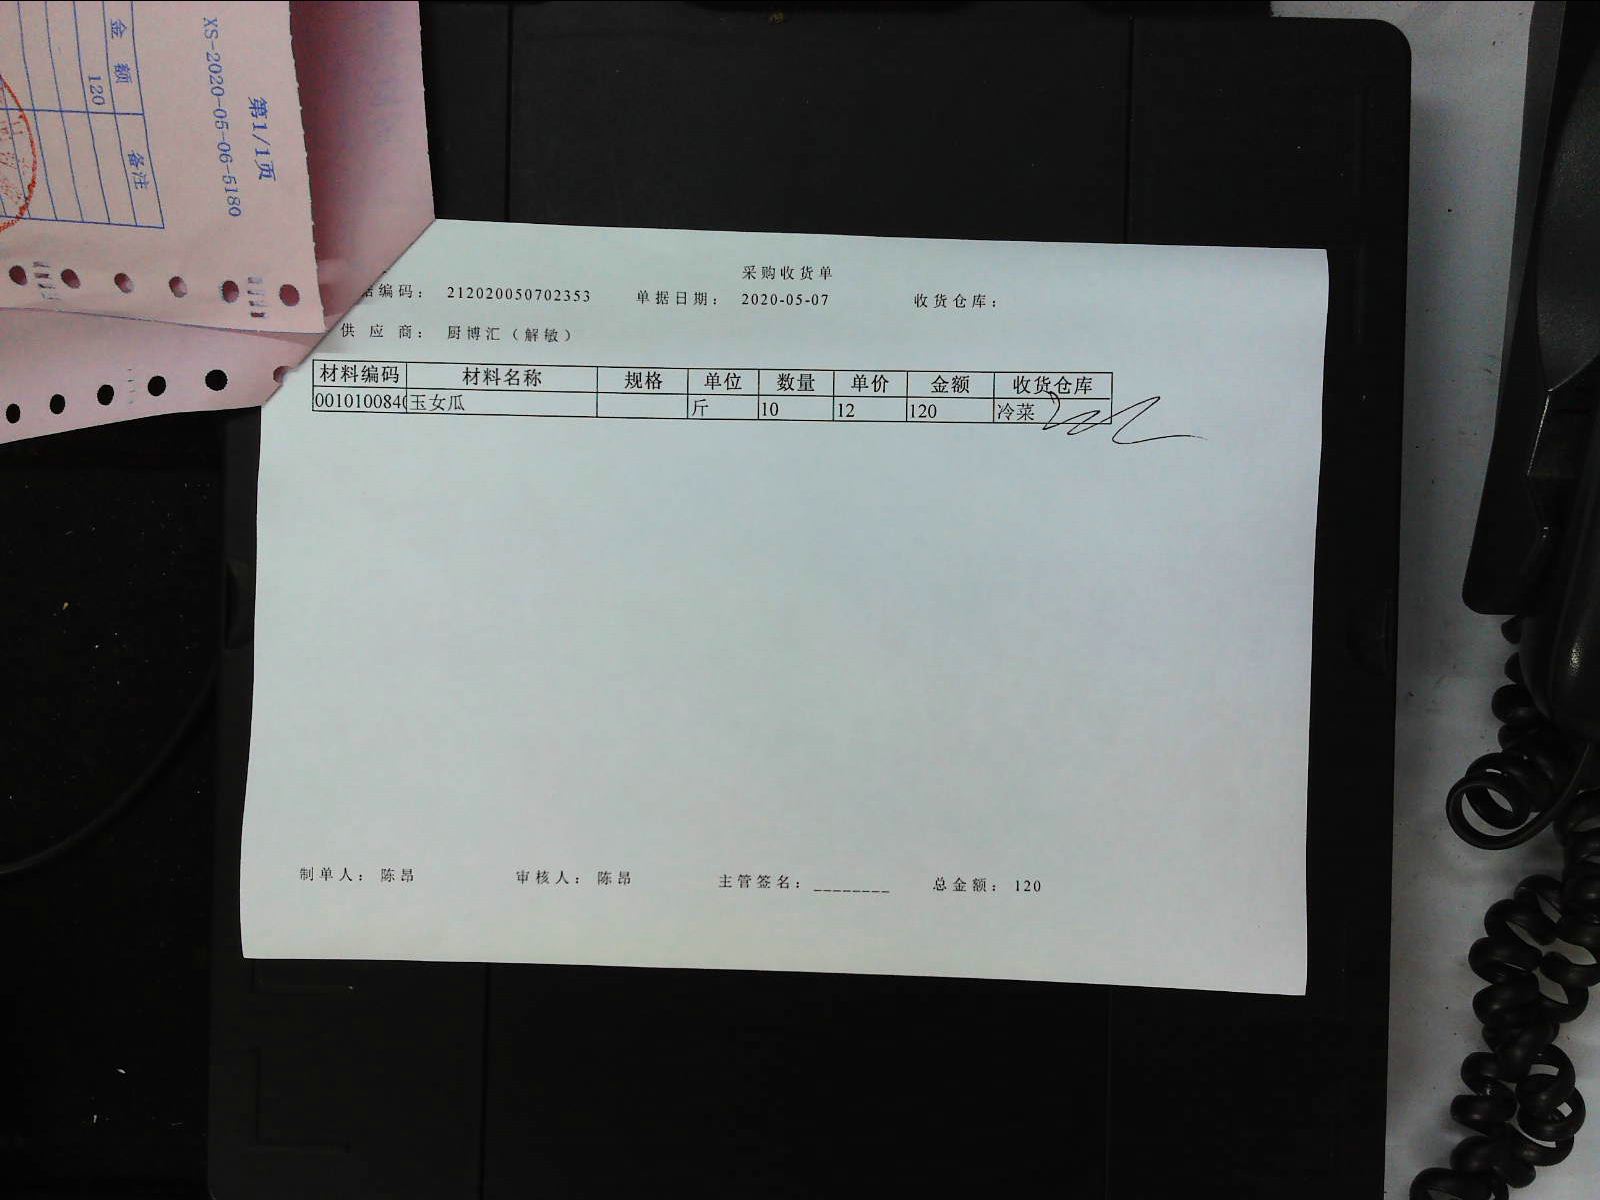 采购收货单
编码： 212020050702353 单据日期： 2020-05-07 收货仓库：
供应商： 厨博汇（解敏）
材料编码 材料名称 规格 单位 数量 单价 金额 收货仓库
001010084 玉女瓜 斤 10 12 120 冷菜
制单人： 陈昂 审核人： 陈昂 主管签名：________ 总金额： 120
第1/1页
XS-2020-05-06-5180
金额 备注
120